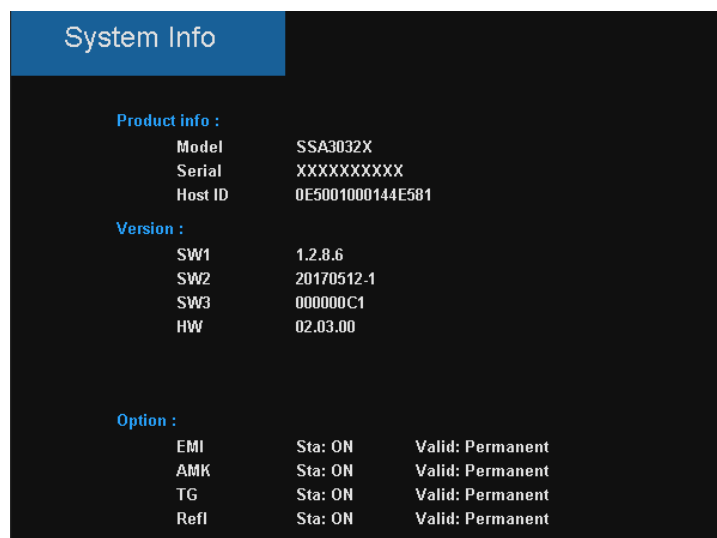 System Info
Product info :
Model SSA3032X
Serial XXXXXXXXXX
Host ID 0E5001000144E581
Version :
SW1 1.2.8.6
SW2 20170512-1
SW3 000000C1
HW 02.03.00
Option :
EMI Sta: ON Valid: Permanent
AMK Sta: ON Valid: Permanent
TG Sta: ON Valid: Permanent
Refl Sta: ON Valid: Permanent